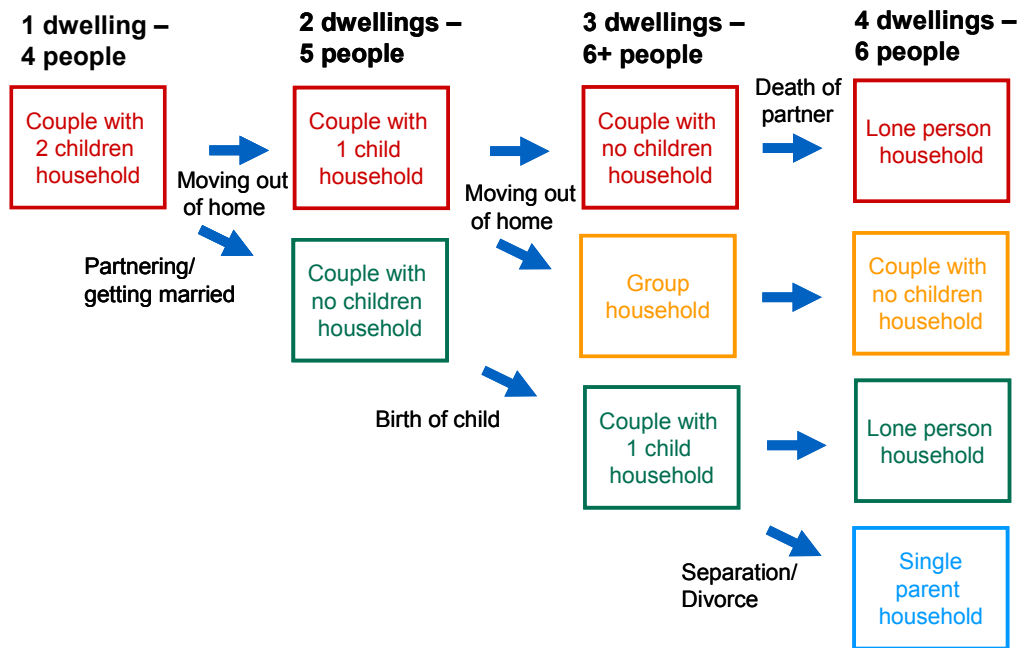 1 dwelling –
4 people
2 dwellings –
5 people
3 dwellings –
6+ people
4 dwellings –
6 people
Couple with
2 children
household
Moving out
of home
Couple with
1 child
household
Moving out
of home
Couple with
no children
household
Death of
partner
Lone person
household
Partnering/
getting married
Couple with
no children
household
Group
household
Couple with
no children
household
Birth of child
Couple with
1 child
household
Lone person
household
Separation/
Divorce
Single
parent
household